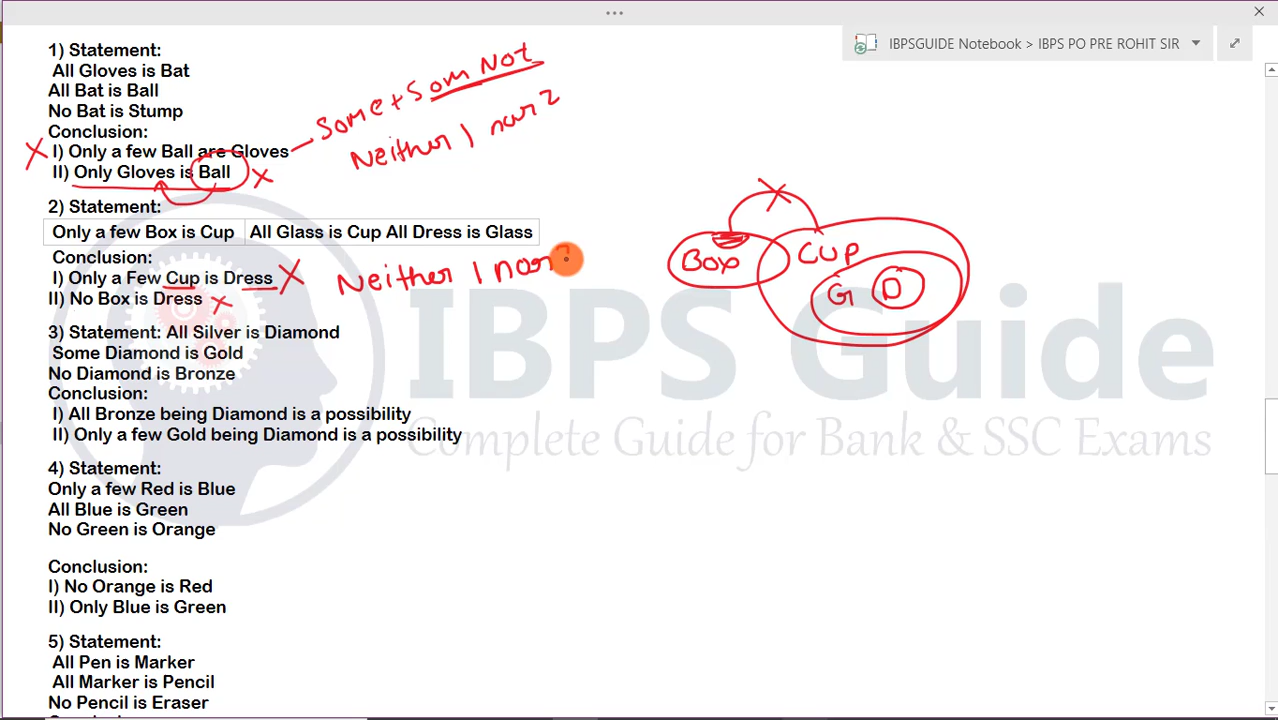 IBPSGUIDE Notebook > IBPS PO PRE ROHIT SIR
1) Statement:
All Gloves is Bat
All Bat is Ball
No Bat is Stump
Conclusion:
I) Only a few Ball are Gloves
II) Only Gloves is Ball
Some + Som Not
Neither 1 nor 2
2) Statement:
Only a few Box is Cup All Glass is Cup All Dress is Glass
Conclusion:
I) Only a Few Cup is Dress
II) No Box is Dress
Neither 1 nor
Box CUP
G D
3) Statement: All Silver is Diamond
Some Diamond is Gold
No Diamond is Bronze
Conclusion:
I) All Bronze being Diamond is a possibility
II) Only a few Gold being Diamond is a possibility
4) Statement:
Only a few Red is Blue
All Blue is Green
No Green is Orange
Conclusion:
I) No Orange is Red
II) Only Blue is Green
5) Statement:
All Pen is Marker
All Marker is Pencil
No Pencil is Eraser
IBPS Guide
Complete Guide for Bank & SSC Exams